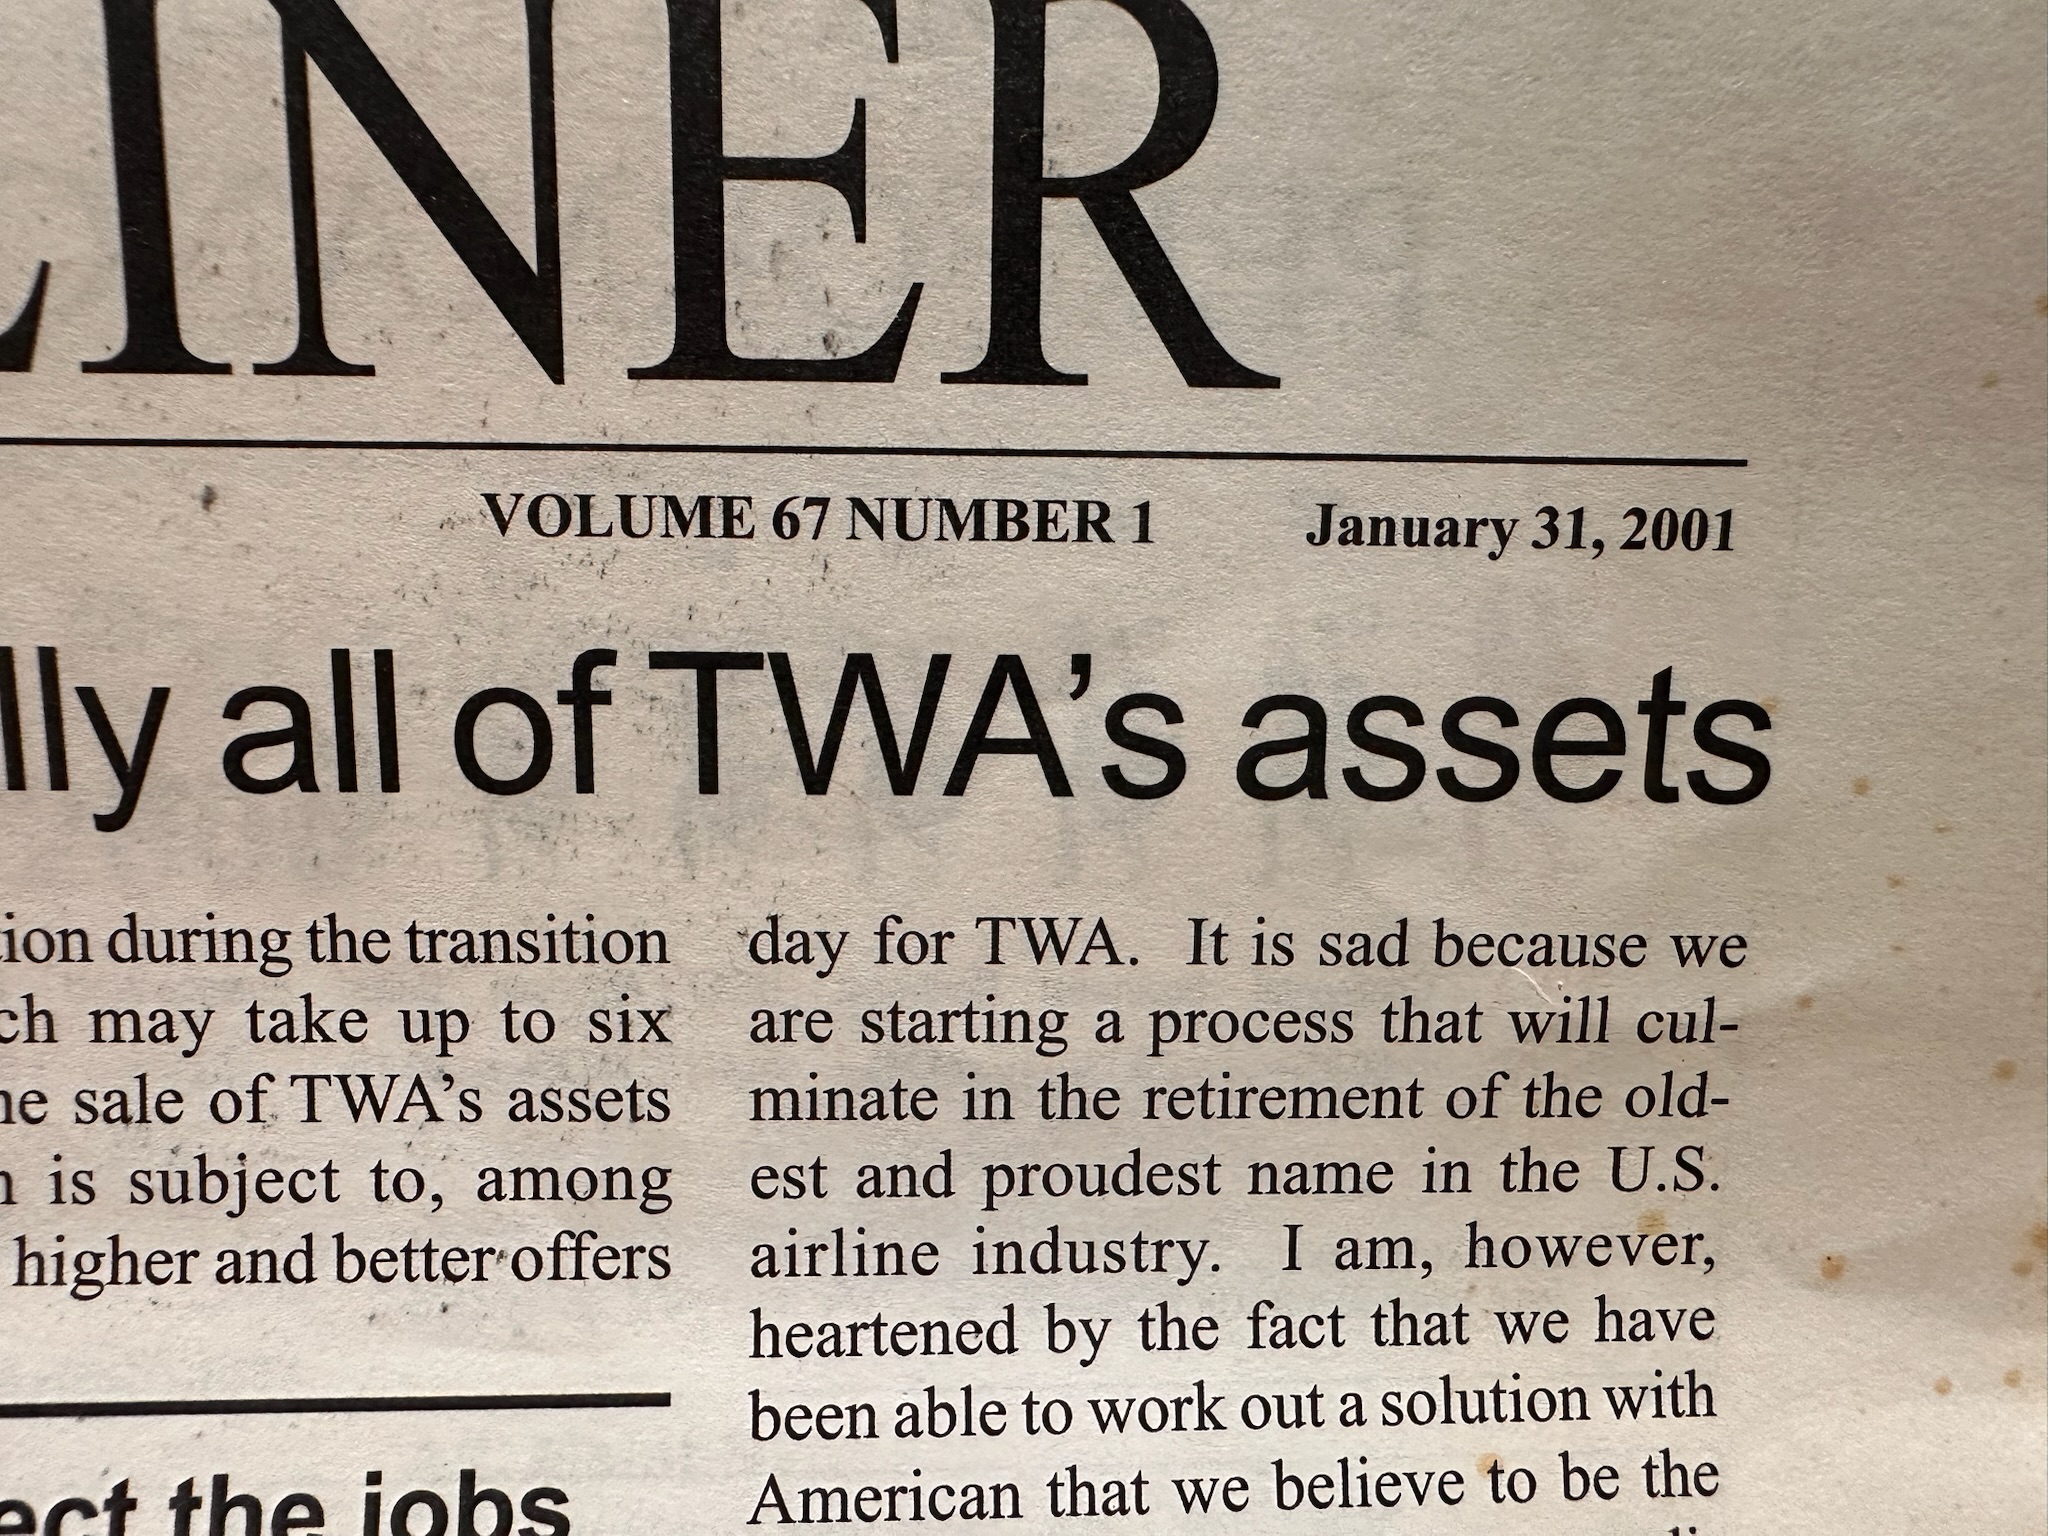 LINER
VOLUME 67 NUMBER 1 January 31, 2001
lly all of TWA's assets
ion during the transition
ch may take up to six
he sale of TWA's assets
n is subject to, among
higher and better offers
ect the jobs
day for TWA. It is sad because we
are starting a process that will cul-
minate in the retirement of the old-
est and proudest name in the U.S.
airline industry. I am, however,
heartened by the fact that we have
been able to work out a solution with
American that we believe to be the